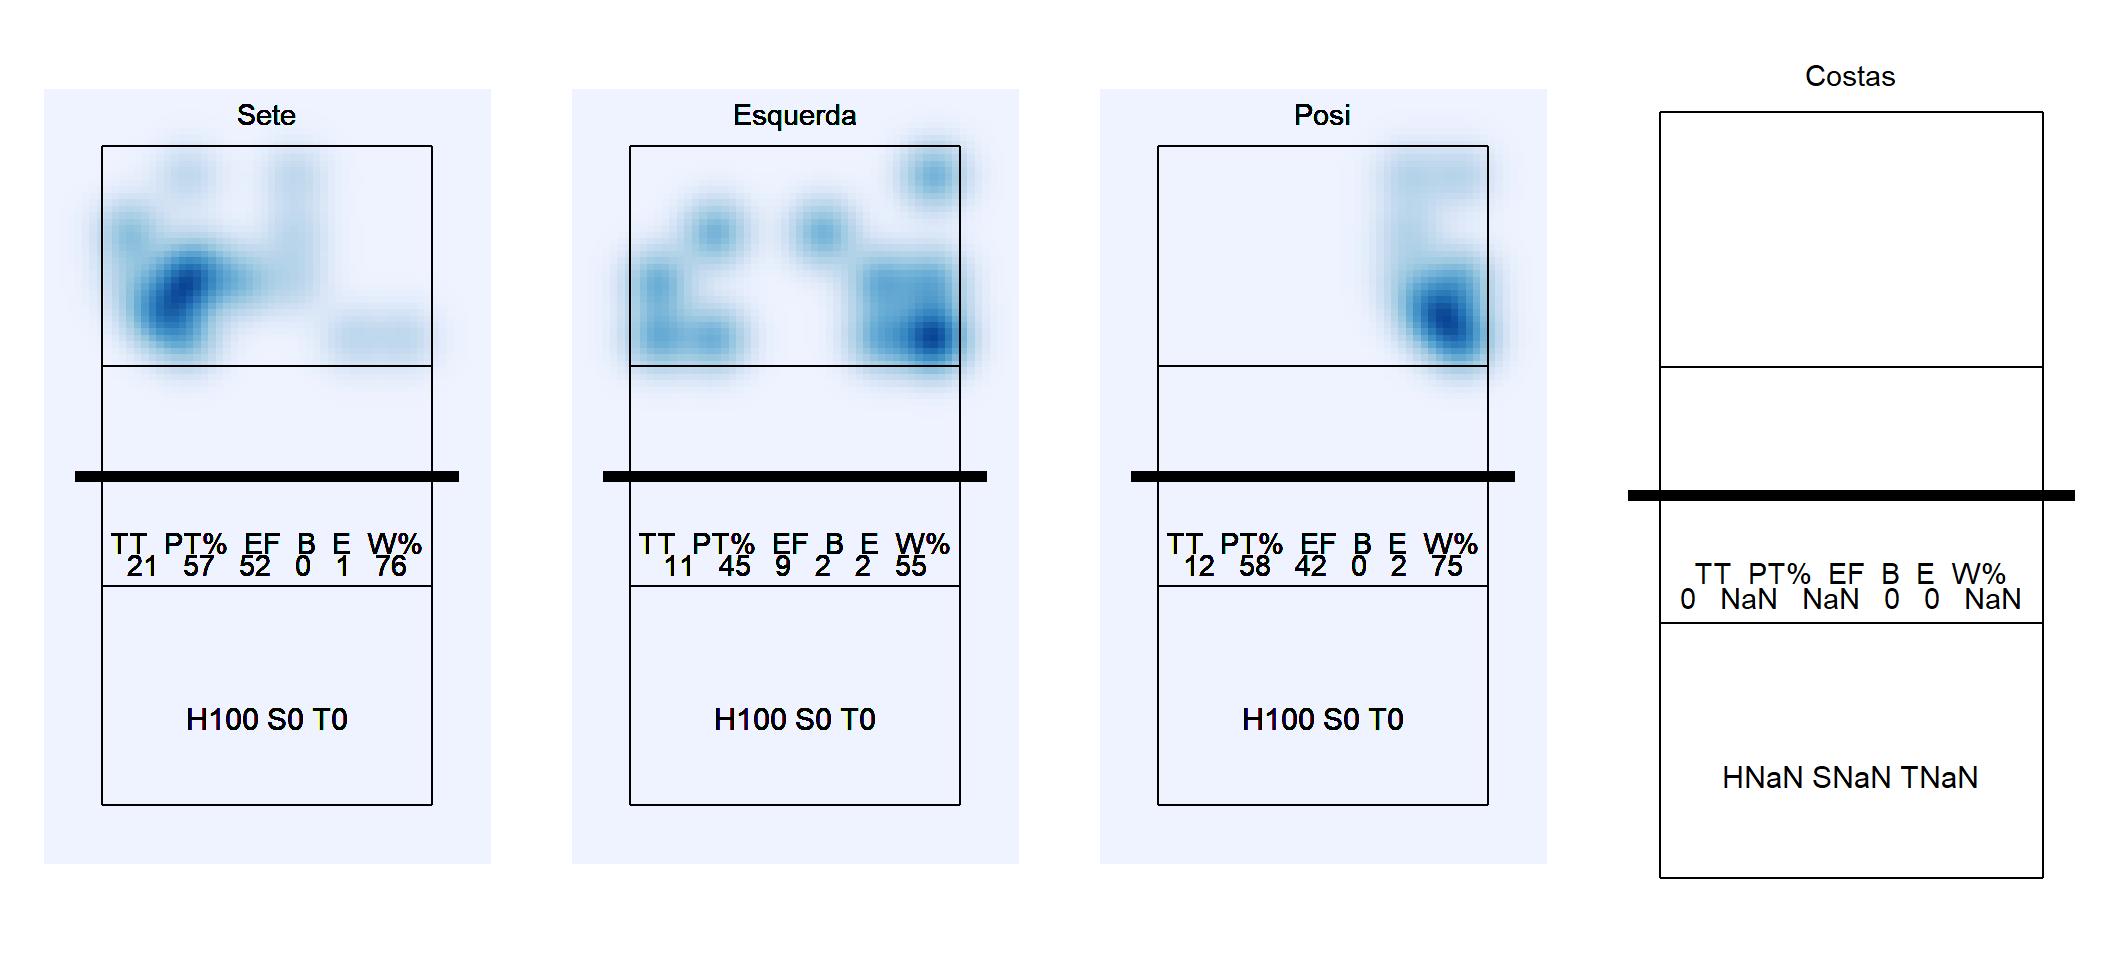 Sete
TT PT% EF B E W%
21 57 52 0 1 76
H100 S0 T0
Esquerda
TT PT% EF B E W%
11 45 9 2 2 55
H100 S0 T0
Posi
TT PT% EF B E W%
12 58 42 0 2 75
H100 S0 T0
Costas
TT PT% EF B E W%
0 NaN NaN 0 0 NaN
HNaN SNaN TNaN